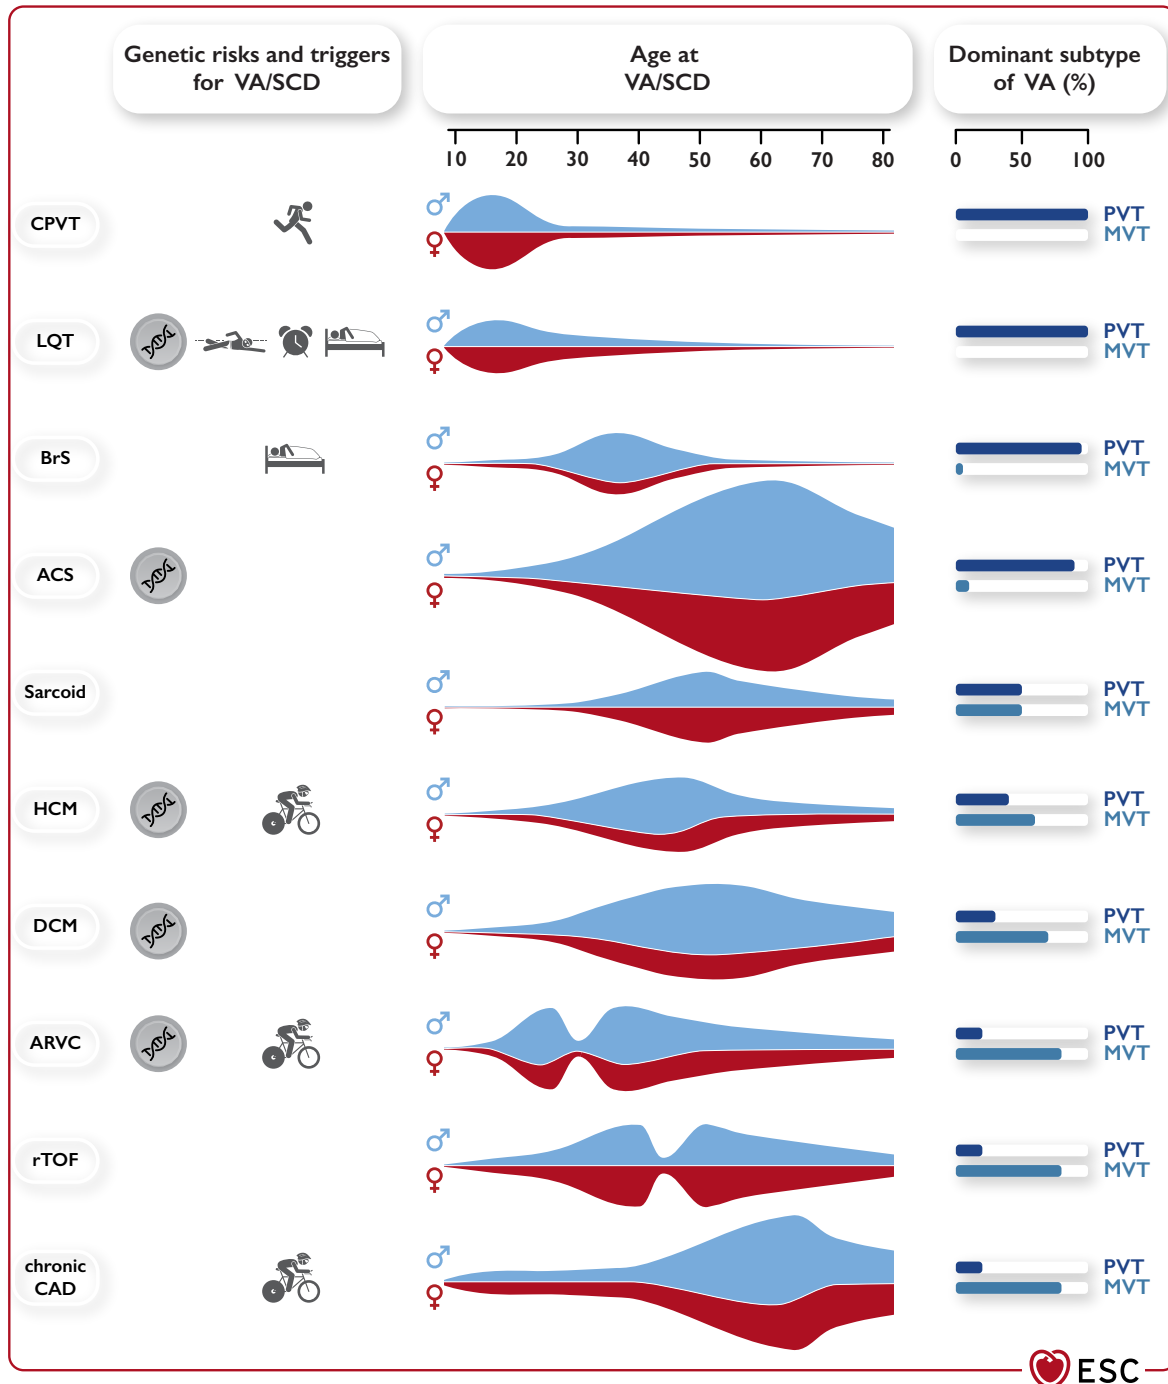 Genetic risks and triggers
for VA/SCD
Age at
VA/SCD
Dominant subtype
of VA (%)
10 20 30 40 50 60 70 80
0 50 100
CPVT
♂
♀
PVT
MVT
LQT
♂
♀
PVT
MVT
BrS
♂
♀
PVT
MVT
ACS
♂
♀
PVT
MVT
Sarcoid
♂
♀
PVT
MVT
HCM
♂
♀
PVT
MVT
DCM
♂
♀
PVT
MVT
ARVC
♂
♀
PVT
MVT
rTOF
♂
♀
PVT
MVT
chronic
CAD
♂
♀
PVT
MVT
ESC